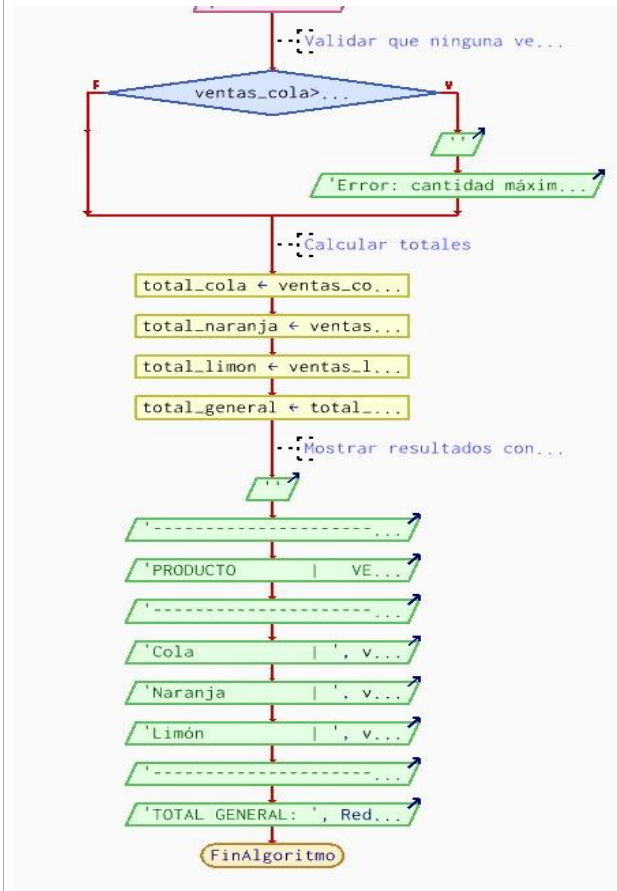 Validar que ninguna ve...
F
V
ventas_cola>...
''
'Error: cantidad máxim...
Calcular totales
total_cola ← ventas_co...
total_naranja ← ventas...
total_limon ← ventas_l...
total_general ← total_...
Mostrar resultados con...
''
'---------------------...
'PRODUCTO | VE...
'---------------------...
'Cola | ', v...
'Naranja | ', v...
'Limón | ', v...
'---------------------...
'TOTAL GENERAL: ', Red...
FinAlgoritmo